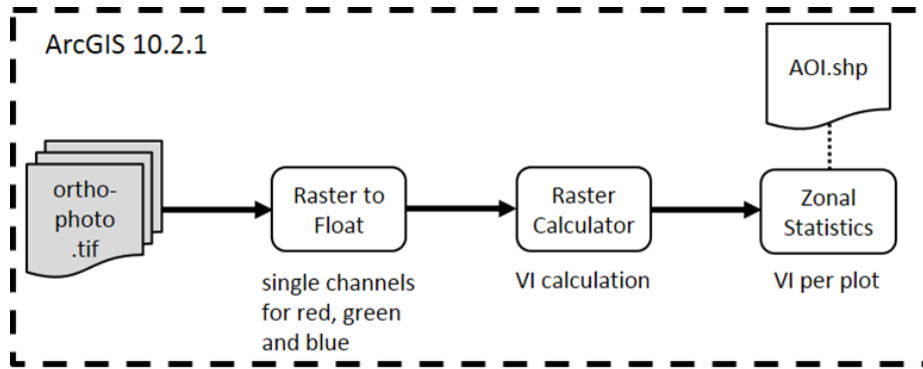 ArcGIS 10.2.1
AOI.shp
ortho-
photo
.tif
Raster to
Float
Raster
Calculator
Zonal
Statistics
single channels
for red, green
and blue
VI calculation
VI per plot